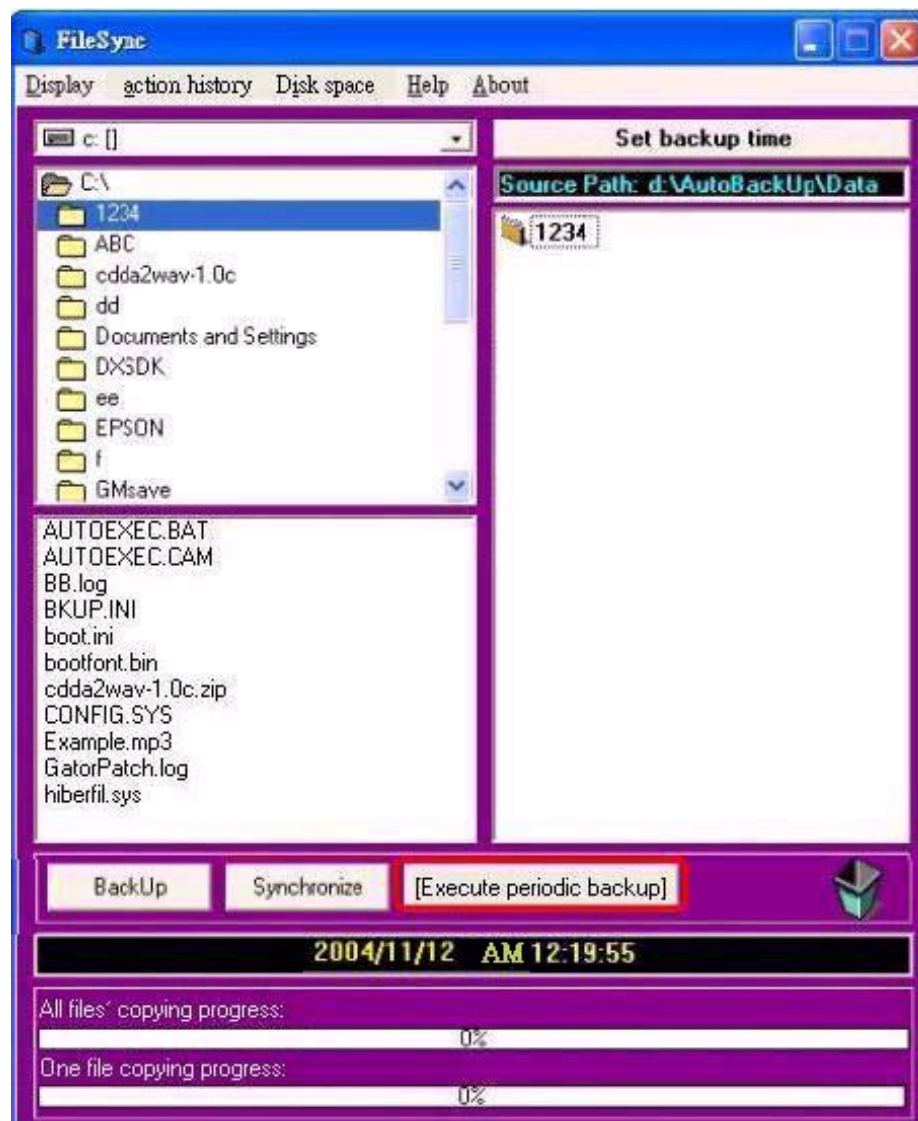 FileSync
Display action history Disk space Help About
c: []
C:\
1234
ABC
cdda2wav-1.0c
dd
Documents and Settings
DXSDK
ee
EPSON
f
GMsave
AUTOEXEC.BAT
AUTOEXEC.CAM
BB.log
BKUP.INI
boot.ini
bootfont.bin
cdda2wav-1.0c.zip
CONFIG.SYS
Example.mp3
GatorPatch.log
hiberfil.sys
Set backup time
Source Path: d:\AutoBackUp\Data
1234
BackUp Synchronize [Execute periodic backup]
2004/11/12 AM 12:19:55
All files' copying progress:
0%
One file copying progress:
0%